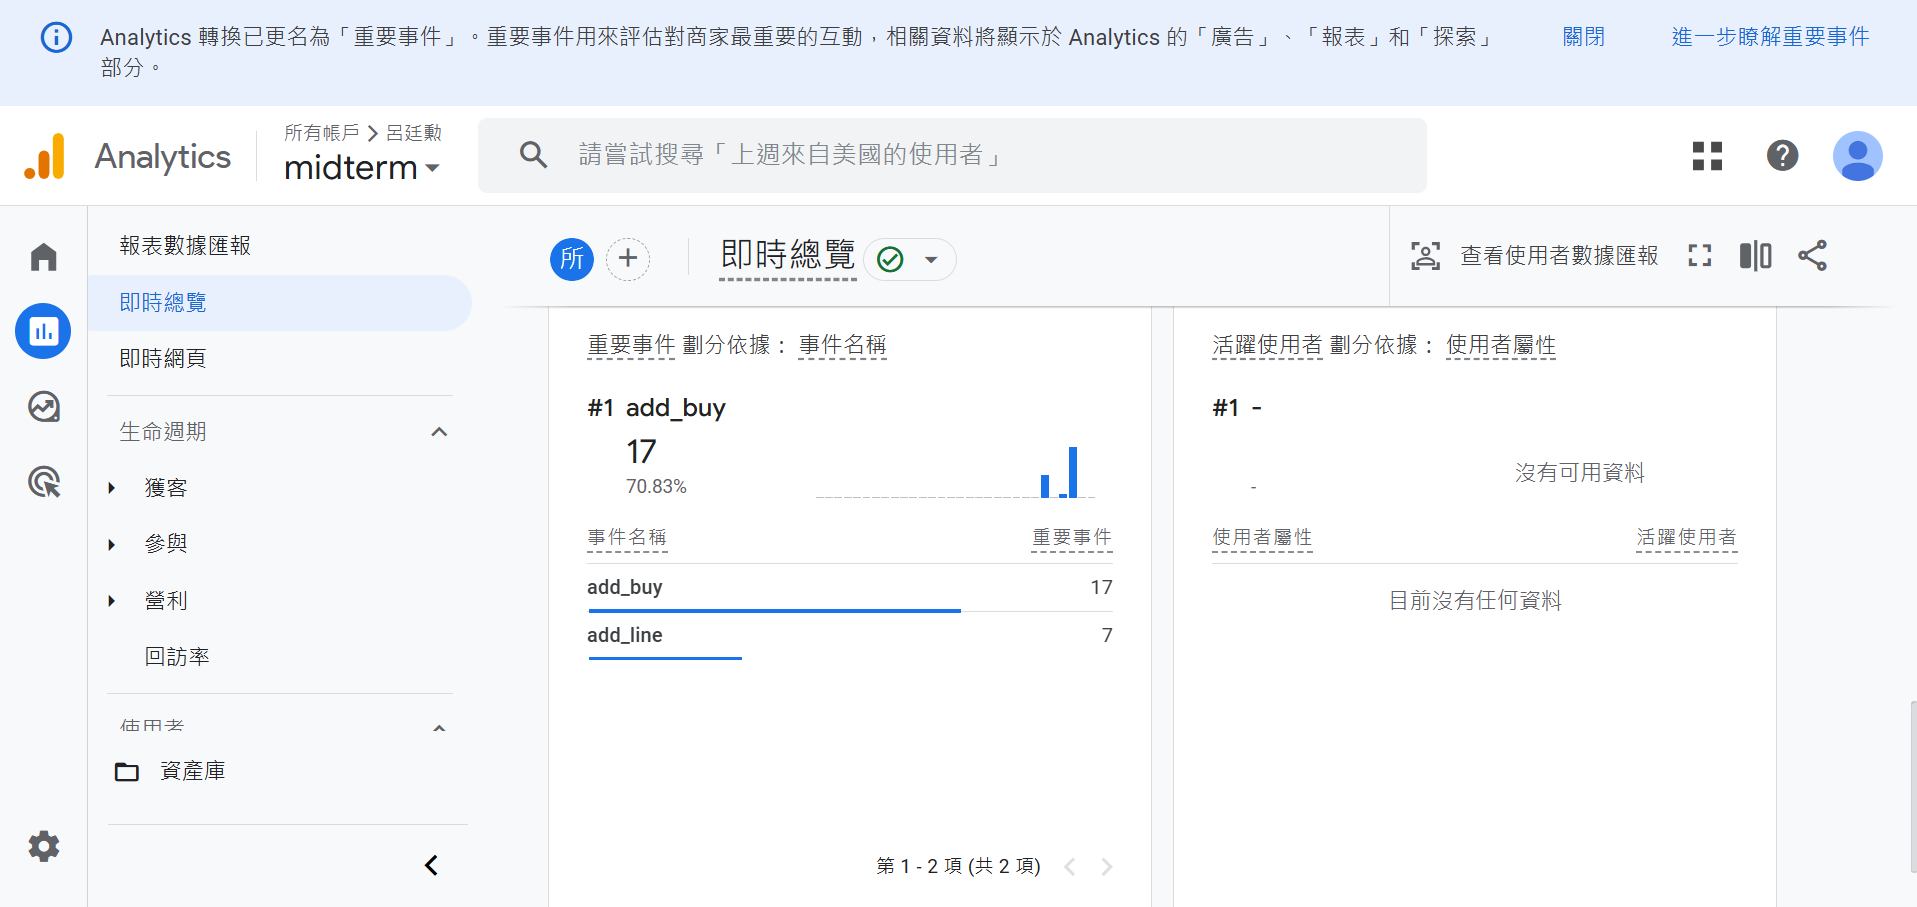 Analytics 轉換已更名為「重要事件」。重要事件用來評估對商家最重要的互動，相關資料將顯示於 Analytics 的「廣告」、「報表」和「探索」
部分。
關閉
進一步瞭解重要事件
Analytics
所有帳戶 > 呂廷勳
midterm
請嘗試搜尋「上週來自美國的使用者」
報表數據匯報
即時總覽
即時網頁
生命週期
獲客
參與
營利
回訪率
使用者
資產庫
所
即時總覽
查看使用者數據匯報
重要事件 劃分依據： 事件名稱
#1 add_buy
17
70.83%
事件名稱 重要事件
add_buy 17
add_line 7
第 1 - 2 項 (共 2 項)
活躍使用者 劃分依據： 使用者屬性
#1 -
-
沒有可用資料
使用者屬性 活躍使用者
目前沒有任何資料